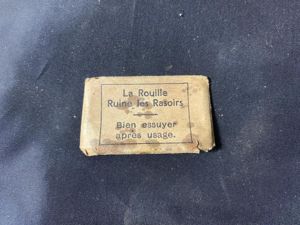 La Rouille
Ruine les Rasoirs
Bien essuyer
après usage.